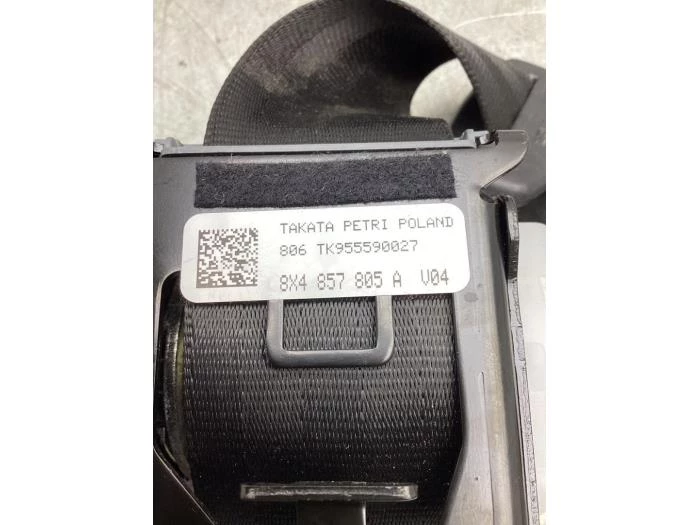 TAKATA PETRI POLAND
806 TK955590027
8X4 857 805 A V04